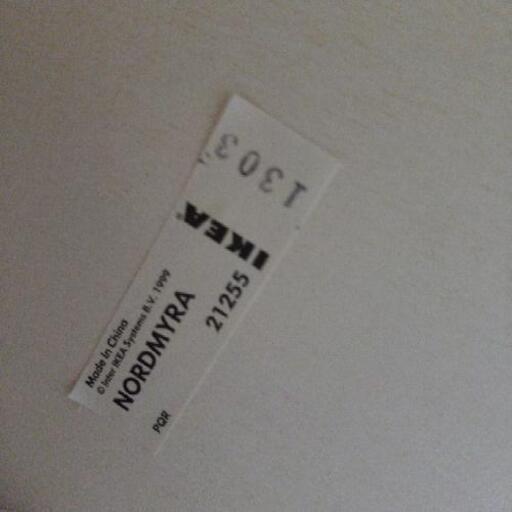 Made in China
© Inter IKEA Systems B.V. 1999
NORDMYRA
21255
PQR
IKEA®
1303